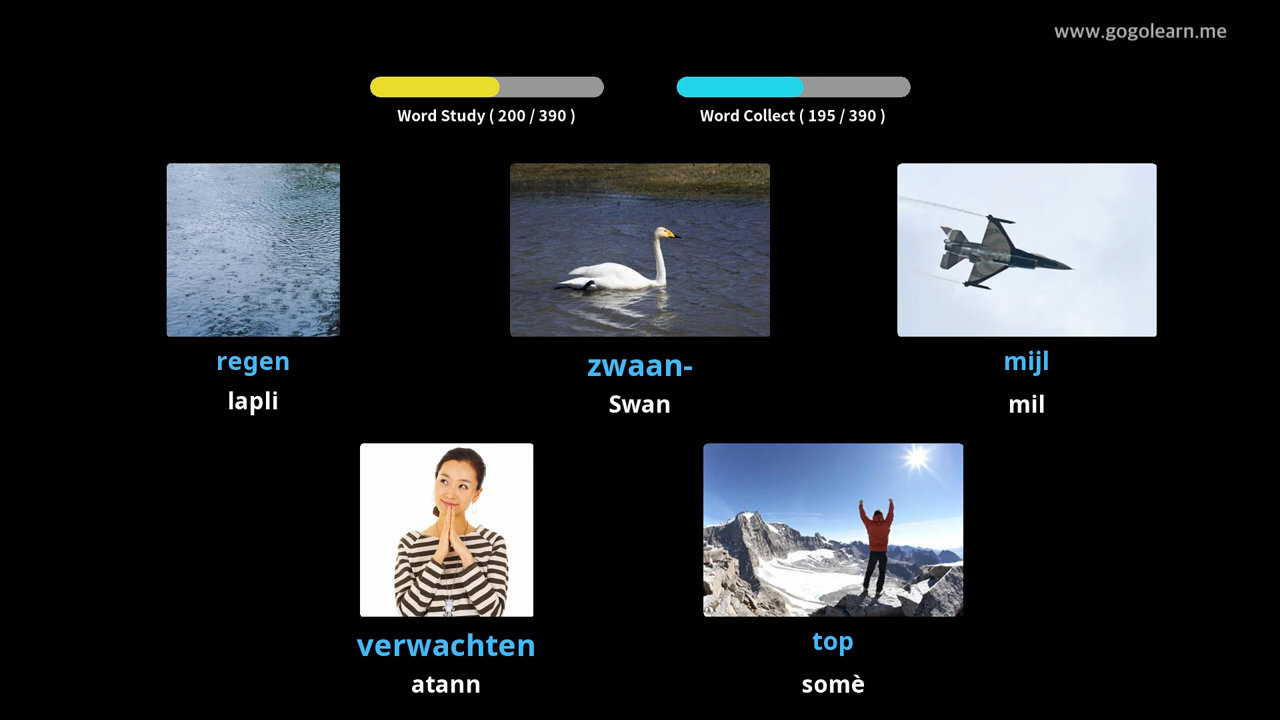 www.gogolearn.me
Word Study ( 200 / 390 )
Word Collect ( 195 / 390 )
regen
lapli
zwaan-
Swan
mijl
mil
verwachten
atann
top
somè